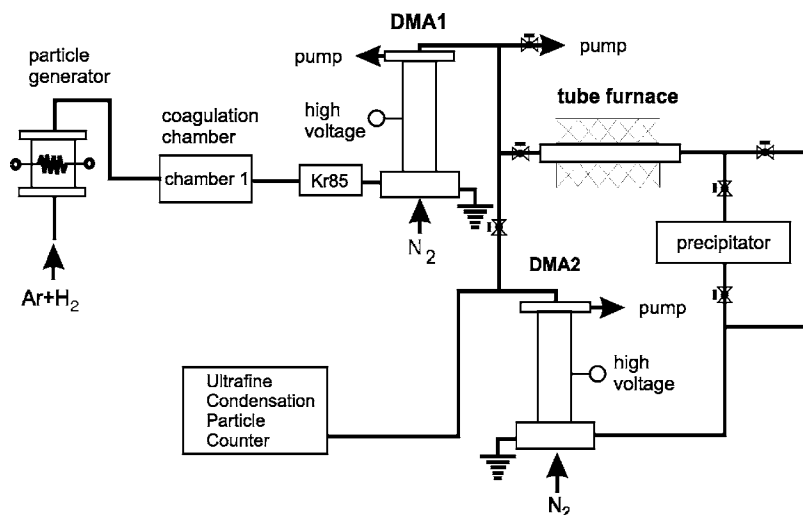 DMA1
pump
pump
particle
generator
high
voltage
coagulation
chamber
chamber 1
Kr85
tube furnace
N2
Ar+H2
precipitator
DMA2
pump
high
voltage
Ultrafine
Condensation
Particle
Counter
N2